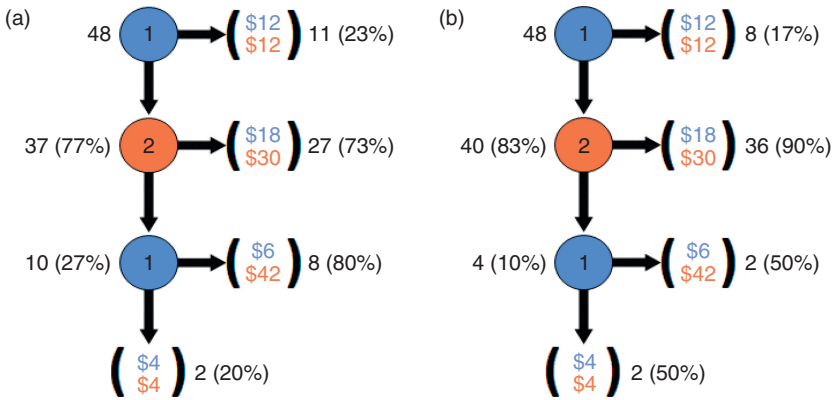 (a)
48 1 ( $12 $12 ) 11 (23%)
37 (77%) 2 ( $18 $30 ) 27 (73%)
10 (27%) 1 ( $6 $42 ) 8 (80%)
( $4 $4 ) 2 (20%)
(b)
48 1 ( $12 $12 ) 8 (17%)
40 (83%) 2 ( $18 $30 ) 36 (90%)
4 (10%) 1 ( $6 $42 ) 2 (50%)
( $4 $4 ) 2 (50%)